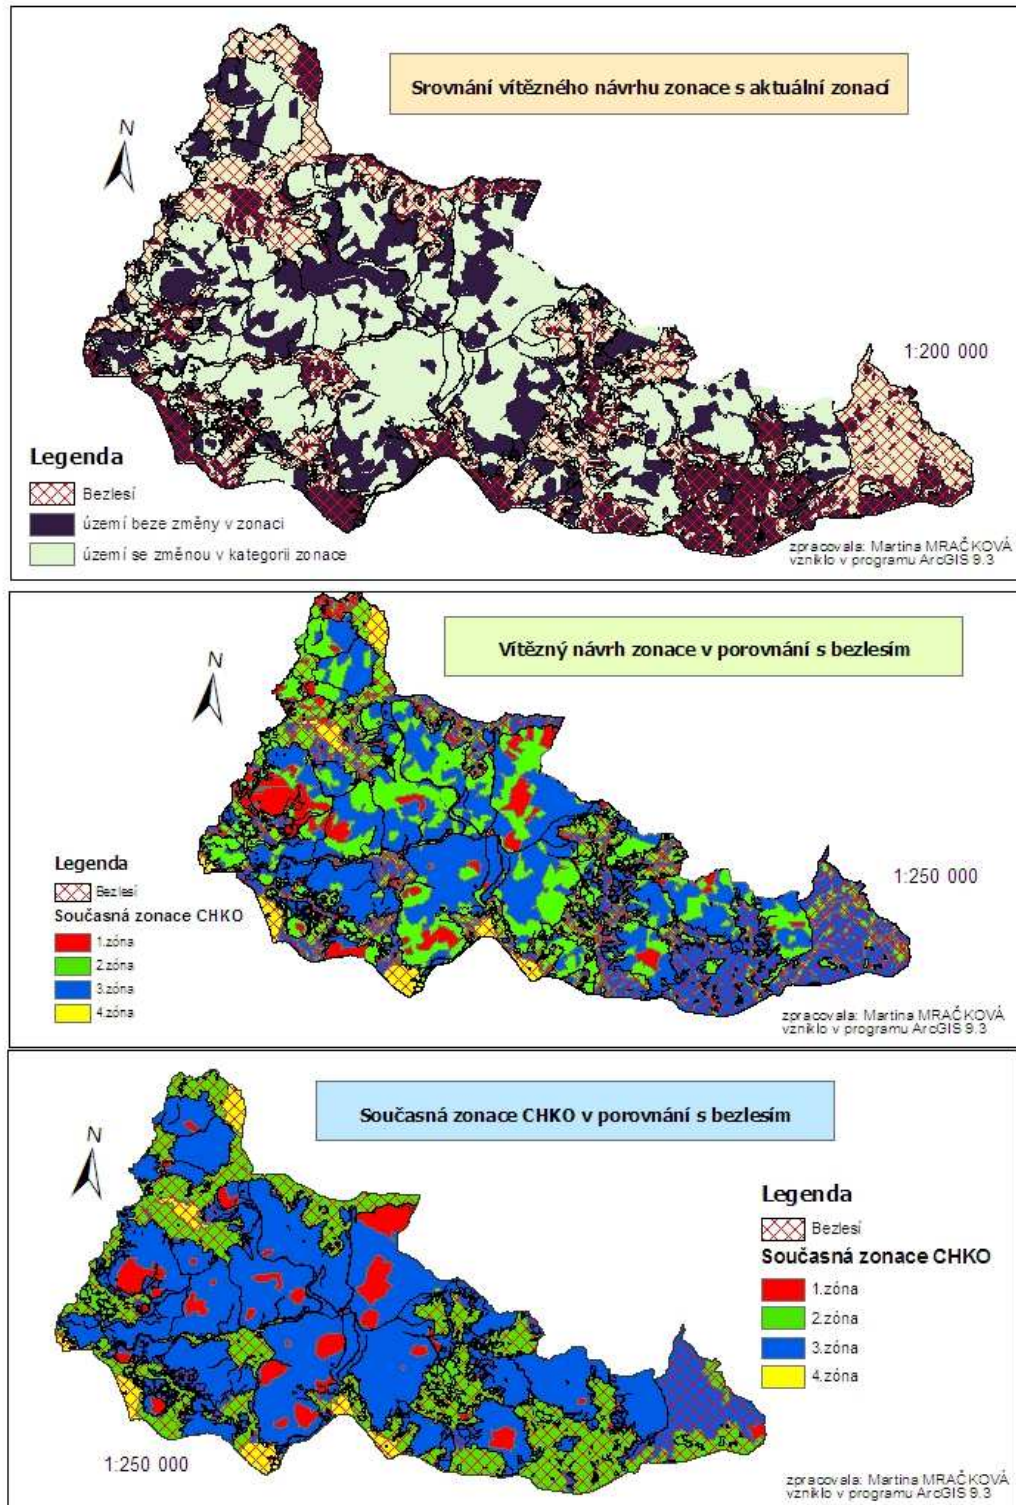 Srovnání vítězného návrhu zonace s aktuální zonací
N
1:200 000
Legenda
Bezlesí
území beze změny v zonaci
území se změnou v kategorii zonace
zpracovala: Martina MRAČKOVÁ
vzniklo v programu ArcGIS 9.3
Vítězný návrh zonace v porovnání s bezlesím
N
1:250 000
Legenda
Bezlesí
Současná zonace CHKO
1.zóna
2.zóna
3.zóna
4.zóna
zpracovala: Martina MRAČKOVÁ
vzniklo v programu ArcGIS 9.3
Současná zonace CHKO v porovnání s bezlesím
N
Legenda
Bezlesí
Současná zonace CHKO
1.zóna
2.zóna
3.zóna
4.zóna
1:250 000
zpracovala: Martina MRAČKOVÁ
vzniklo v programu ArcGIS 9.3